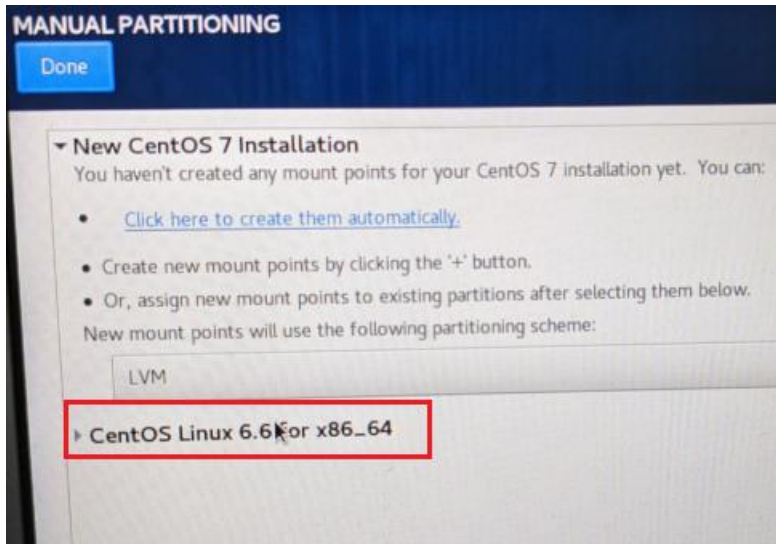 MANUAL PARTITIONING
Done
New CentOS 7 Installation
You haven't created any mount points for your CentOS 7 installation yet. You can:
Click here to create them automatically.
Create new mount points by clicking the '+' button.
Or, assign new mount points to existing partitions after selecting them below.
New mount points will use the following partitioning scheme:
LVM
CentOS Linux 6.6 for x86_64